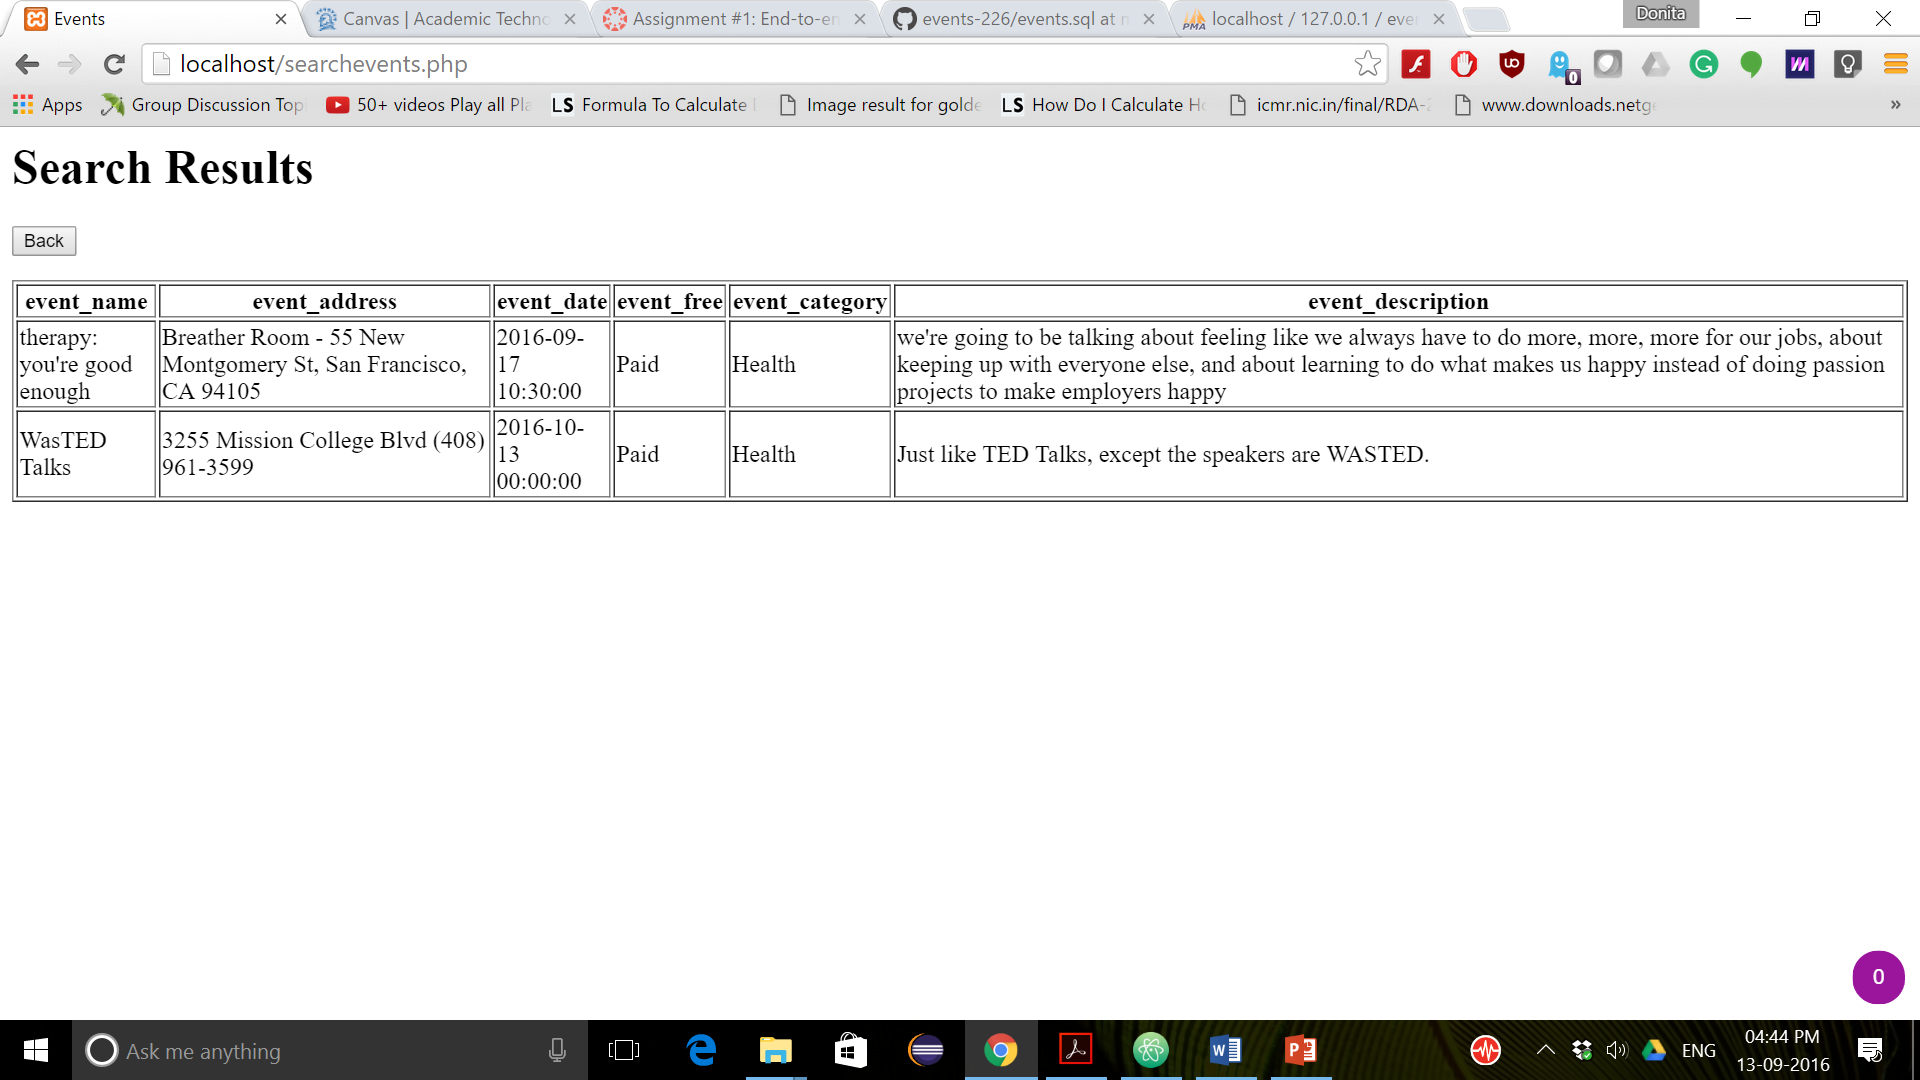 Events
Canvas | Academic Techno
Assignment #1: End-to-en
events-226/events.sql at m
localhost / 127.0.0.1 / eve
Donita
localhost/searchevents.php
0
Apps
Group Discussion Top
50+ videos Play all Pla
LS Formula To Calculate
Image result for golde
LS How Do I Calculate Ho
icmr.nic.in/final/RDA-2
www.downloads.netge
»
Search Results
Back
event_name event_address event_date event_free event_category event_description
therapy:
you're good
enough
Breather Room - 55 New
Montgomery St, San Francisco,
CA 94105
2016-09-
17
10:30:00
Paid
Health
we're going to be talking about feeling like we always have to do more, more, more for our jobs, about
keeping up with everyone else, and about learning to do what makes us happy instead of doing passion
projects to make employers happy
WasTED
Talks
3255 Mission College Blvd (408)
961-3599
2016-10-
13
00:00:00
Paid
Health
Just like TED Talks, except the speakers are WASTED.
0
Ask me anything
ENG
04:44 PM
13-09-2016